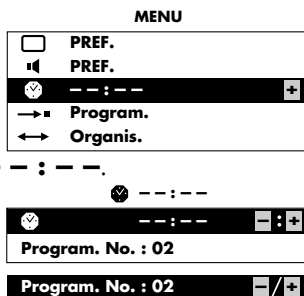 MENU
PREF.
PREF.
--:-- +
Program.
Organis.
– : – –.
--:--
--:-- -:+
Program. No. : 02
Program. No. : 02 -/+